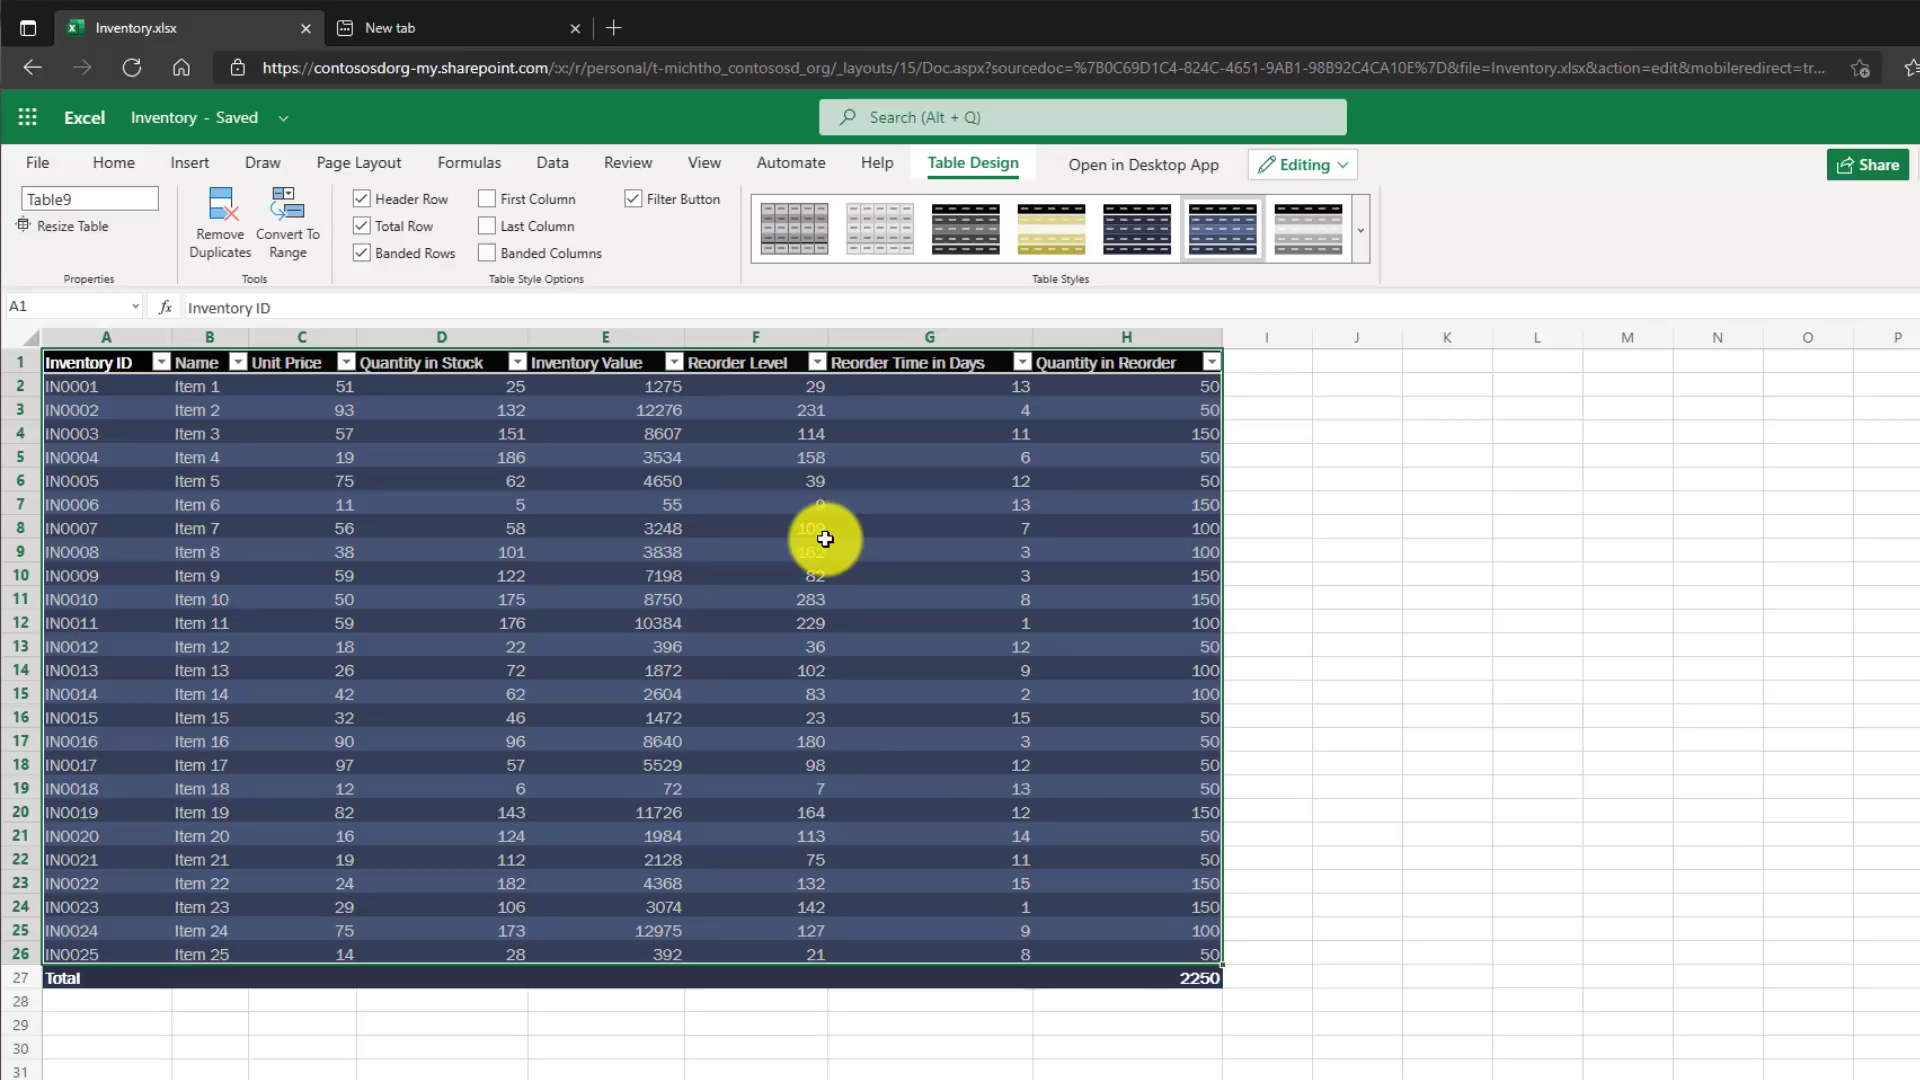 Inventory.xlsx New tab
https://contososdorg-my.sharepoint.com/:x:/r/personal/t-michtho_contososd_org/_layouts/15/Doc.aspx?sourcedoc=%7B0C69D1C4-824C-4651-9AB1-98B92C4CA10E%7D&file=Inventory.xlsx&action=edit&mobileredirect=tr...
Excel Inventory - Saved Search (Alt + Q)
File Home Insert Draw Page Layout Formulas Data Review View Automate Help Table Design Open in Desktop App Editing Share
Table9
Resize Table
Properties
Remove Duplicates
Convert To Range
Tools
Header Row First Column Filter Button
Total Row Last Column
Banded Rows Banded Columns
Table Style Options
Table Styles
A1 fx Inventory ID
A B C D E F G H I J K L M N O P
1 Inventory ID Name Unit Price Quantity in Stock Inventory Value Reorder Level Reorder Time in Days Quantity in Reorder
2 IN0001 Item 1 51 25 1275 29 13 50
3 IN0002 Item 2 93 132 12276 231 4 50
4 IN0003 Item 3 57 151 8607 114 11 150
5 IN0004 Item 4 19 186 3534 158 6 50
6 IN0005 Item 5 75 62 4650 39 12 50
7 IN0006 Item 6 11 5 55 9 13 150
8 IN0007 Item 7 56 58 3248 109 7 100
9 IN0008 Item 8 38 101 3838 162 3 100
10 IN0009 Item 9 59 122 7198 82 3 150
11 IN0010 Item 10 50 175 8750 283 8 150
12 IN0011 Item 11 59 176 10384 229 1 100
13 IN0012 Item 12 18 22 396 36 12 50
14 IN0013 Item 13 26 72 1872 102 9 100
15 IN0014 Item 14 42 62 2604 83 2 100
16 IN0015 Item 15 32 46 1472 23 15 50
17 IN0016 Item 16 90 96 8640 180 3 50
18 IN0017 Item 17 97 57 5529 98 12 50
19 IN0018 Item 18 12 6 72 7 13 50
20 IN0019 Item 19 82 143 11726 164 12 150
21 IN0020 Item 20 16 124 1984 113 14 50
22 IN0021 Item 21 19 112 2128 75 11 50
23 IN0022 Item 22 24 182 4368 132 15 150
24 IN0023 Item 23 29 106 3074 142 1 150
25 IN0024 Item 24 75 173 12975 127 9 100
26 IN0025 Item 25 14 28 392 21 8 50
27 Total 2250
28
29
30
31